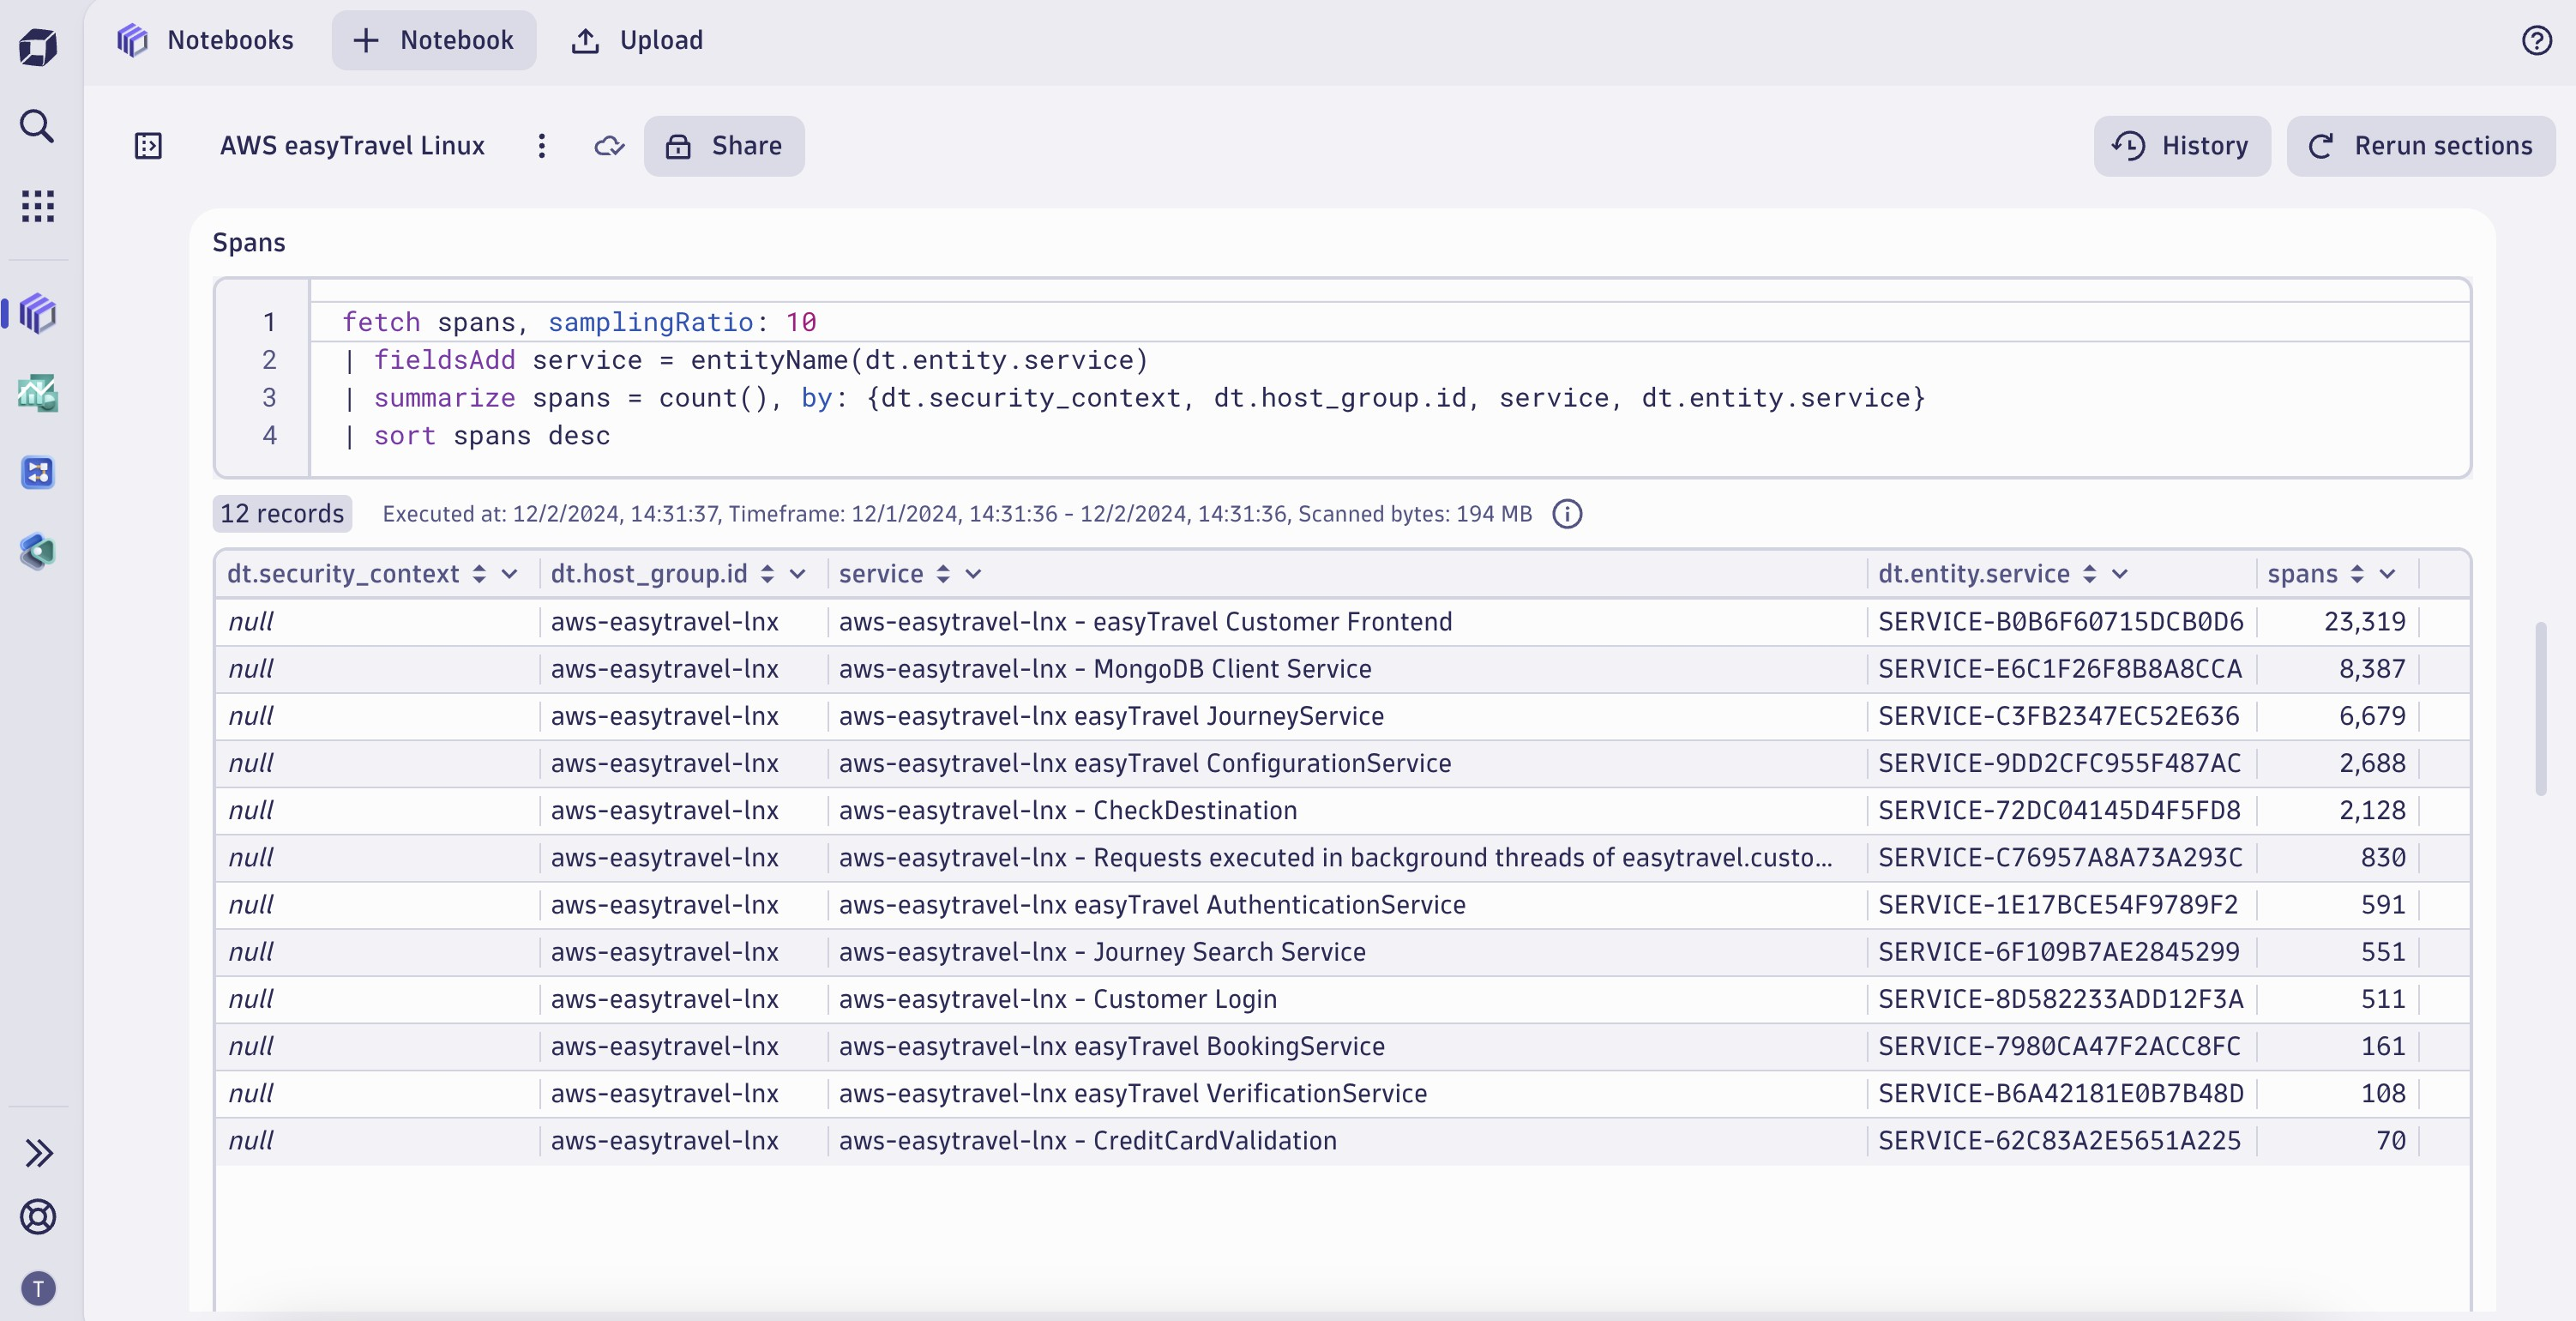 Notebooks
Notebook
Upload
AWS easyTravel Linux
Share
History
Rerun sections
Spans
1 fetch spans, samplingRatio: 10
2 | fieldsAdd service = entityName(dt.entity.service)
3 | summarize spans = count(), by: {dt.security_context, dt.host_group.id, service, dt.entity.service}
4 | sort spans desc
12 records Executed at: 12/2/2024, 14:31:37, Timeframe: 12/1/2024, 14:31:36 - 12/2/2024, 14:31:36, Scanned bytes: 194 MB
dt.security_context dt.host_group.id service dt.entity.service spans
null aws-easytravel-lnx aws-easytravel-lnx - easyTravel Customer Frontend SERVICE-B0B6F60715DCB0D6 23,319
null aws-easytravel-lnx aws-easytravel-lnx - MongoDB Client Service SERVICE-E6C1F26F8B8A8CCA 8,387
null aws-easytravel-lnx aws-easytravel-lnx easyTravel JourneyService SERVICE-C3FB2347EC52E636 6,679
null aws-easytravel-lnx aws-easytravel-lnx easyTravel ConfigurationService SERVICE-9DD2CFC955F487AC 2,688
null aws-easytravel-lnx aws-easytravel-lnx - CheckDestination SERVICE-72DC04145D4F5FD8 2,128
null aws-easytravel-lnx aws-easytravel-lnx - Requests executed in background threads of easytravel.custo... SERVICE-C76957A8A73A293C 830
null aws-easytravel-lnx aws-easytravel-lnx easyTravel AuthenticationService SERVICE-1E17BCE54F9789F2 591
null aws-easytravel-lnx aws-easytravel-lnx - Journey Search Service SERVICE-6F109B7AE2845299 551
null aws-easytravel-lnx aws-easytravel-lnx - Customer Login SERVICE-8D582233ADD12F3A 511
null aws-easytravel-lnx aws-easytravel-lnx easyTravel BookingService SERVICE-7980CA47F2ACC8FC 161
null aws-easytravel-lnx aws-easytravel-lnx easyTravel VerificationService SERVICE-B6A42181E0B7B48D 108
null aws-easytravel-lnx aws-easytravel-lnx - CreditCardValidation SERVICE-62C83A2E5651A225 70
T